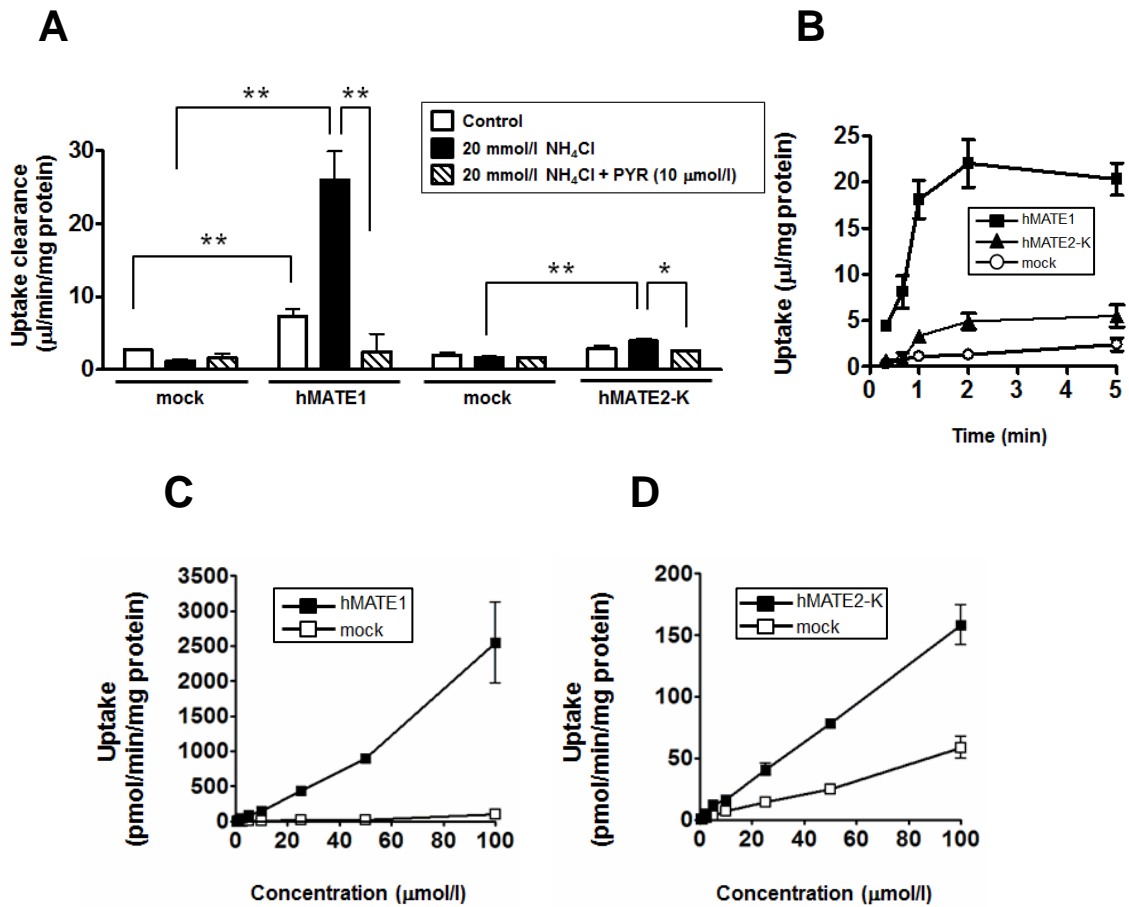 A
B
** **
Control
20 mmol/l NH₄Cl
20 mmol/l NH₄Cl + PYR (10 μmol/l)
Uptake clearance
(μl/min/mg protein)
30
20
10
0
**
** *
mock hMATE1 mock hMATE2-K
Uptake (μl/mg protein)
25
20
15
10
5
0
hMATE1
hMATE2-K
mock
0 1 2 3 4 5
Time (min)
C
D
Uptake
(pmol/min/mg protein)
3500
3000
2500
2000
1500
1000
500
0
hMATE1
mock
0 20 40 60 80 100
Concentration (μmol/l)
Uptake
(pmol/min/mg protein)
200
150
100
50
0
hMATE2-K
mock
0 20 40 60 80 100
Concentration (μmol/l)